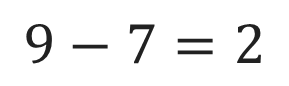 9 − 7 = 2